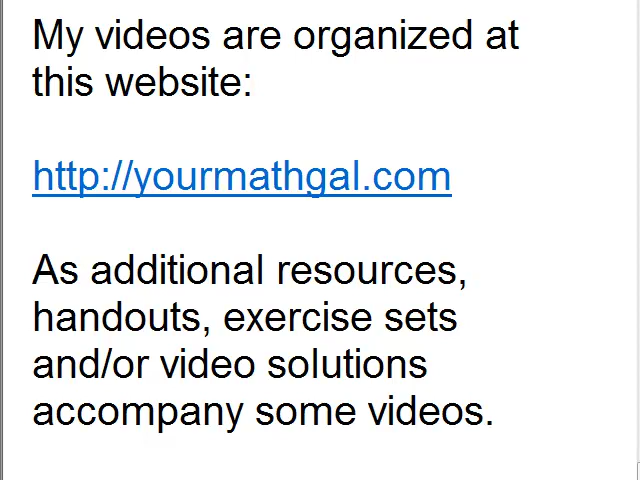 My videos are organized at
this website:
http://yourmathgal.com
As additional resources,
handouts, exercise sets
and/or video solutions
accompany some videos.